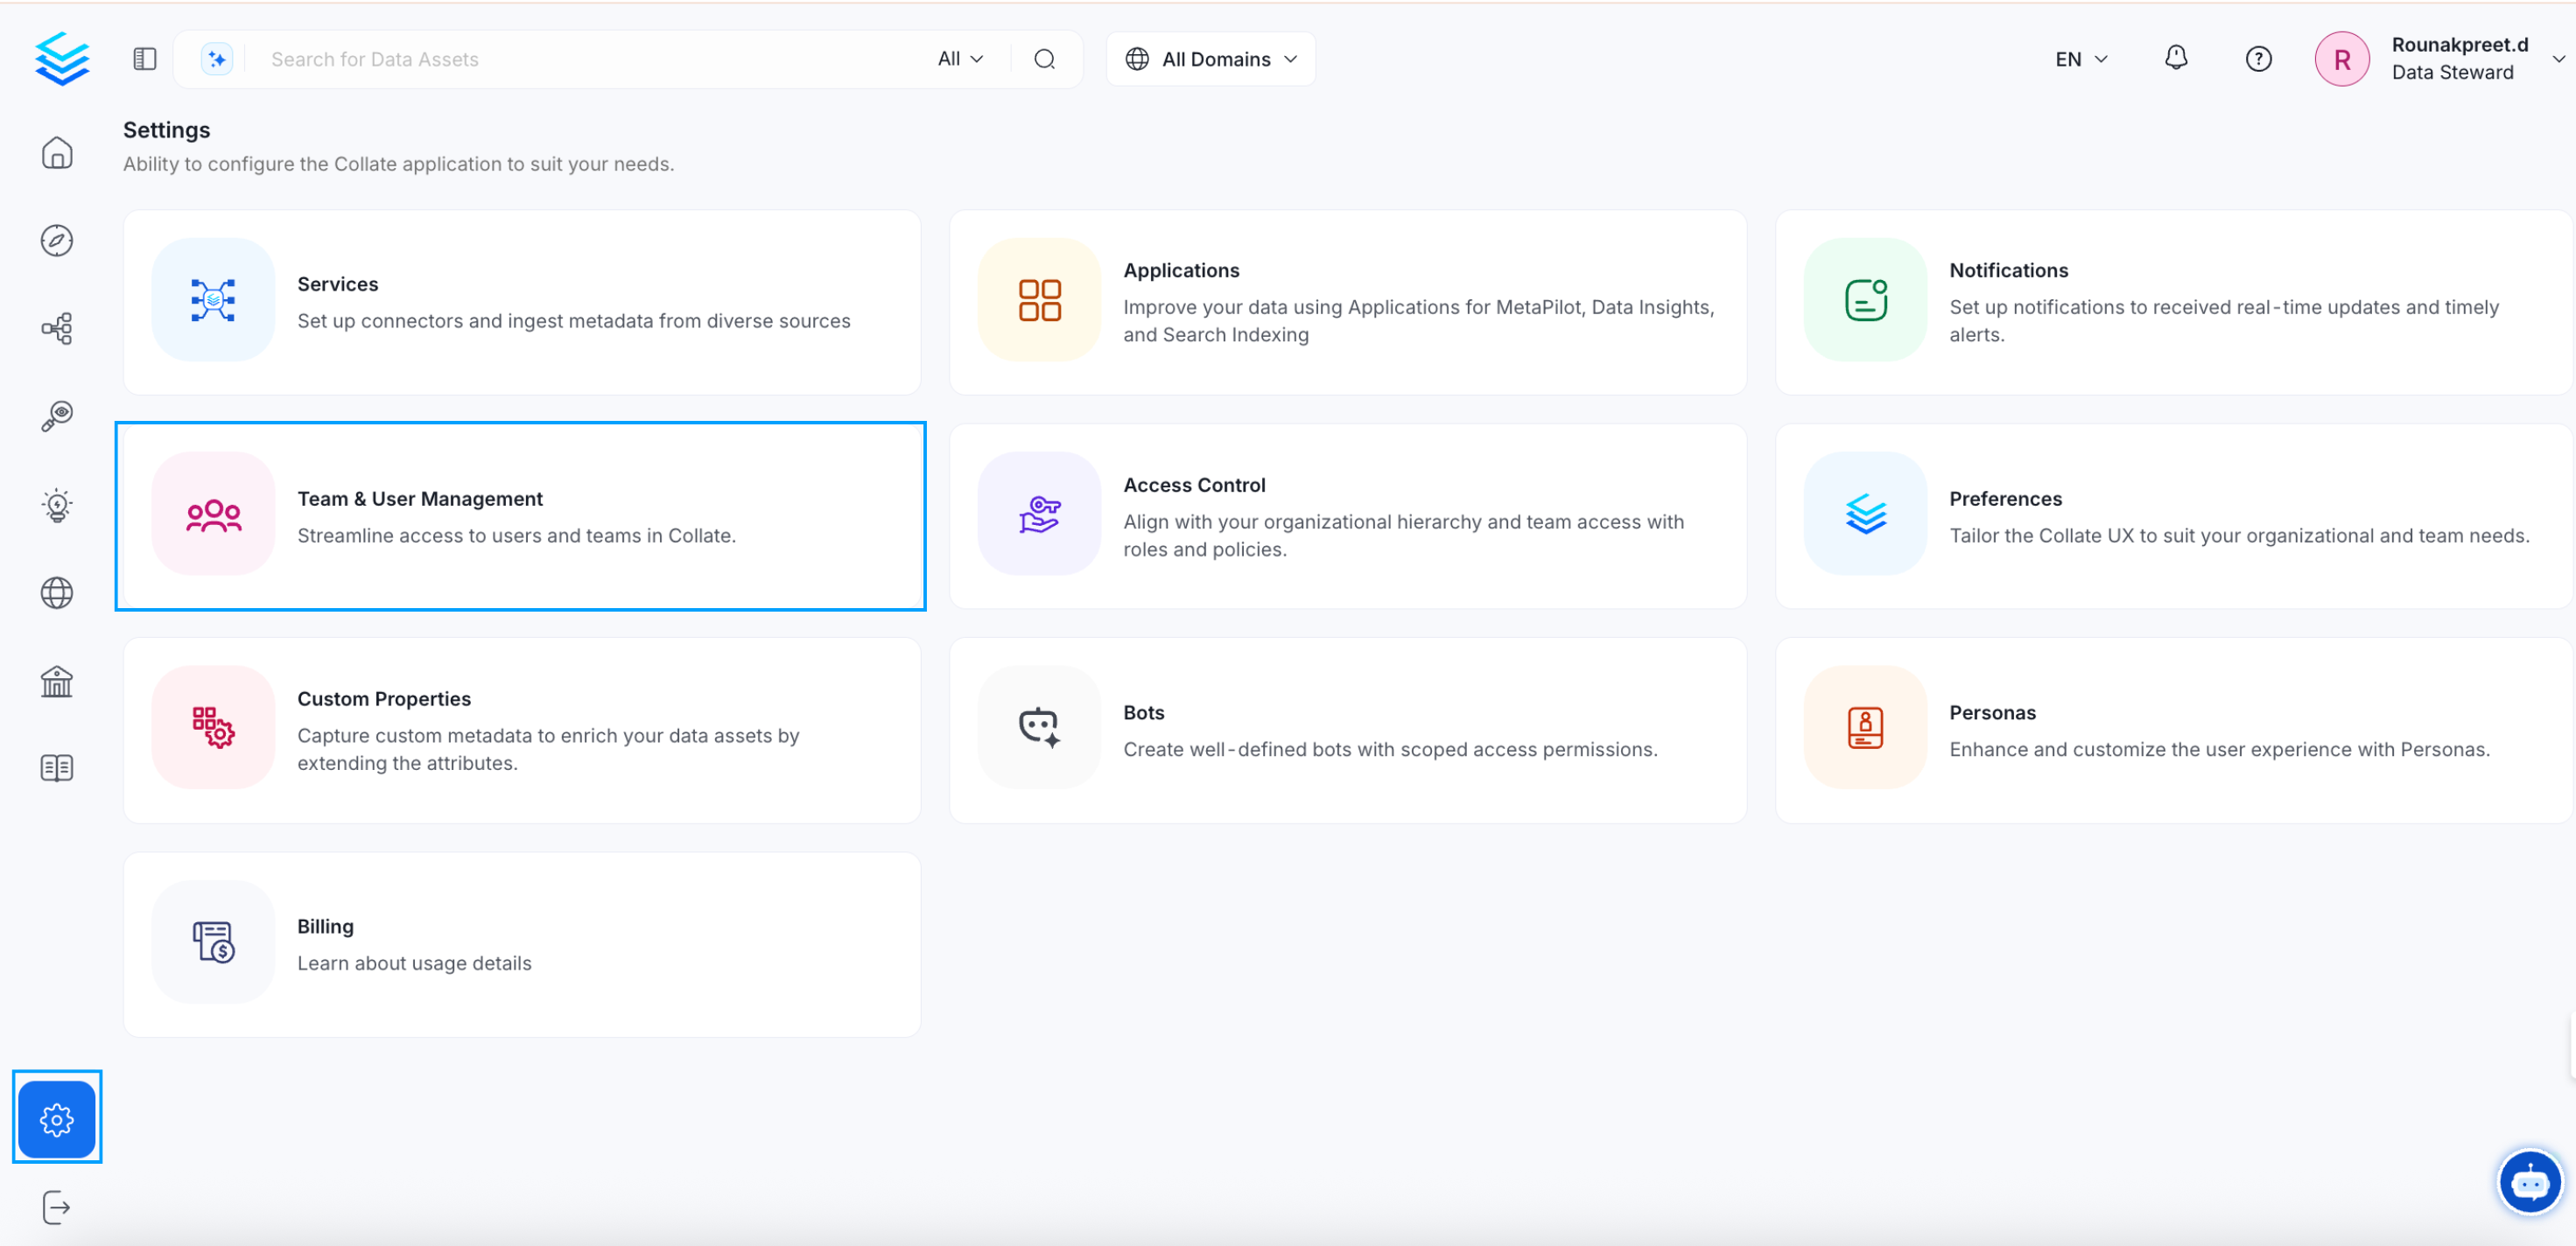 Search for Data Assets
All
All Domains
EN
R
Rounakpreet.d
Data Steward
Settings
Ability to configure the Collate application to suit your needs.
Services
Set up connectors and ingest metadata from diverse sources
Applications
Improve your data using Applications for MetaPilot, Data Insights,
and Search Indexing
Notifications
Set up notifications to received real-time updates and timely
alerts.
Team & User Management
Streamline access to users and teams in Collate.
Access Control
Align with your organizational hierarchy and team access with
roles and policies.
Preferences
Tailor the Collate UX to suit your organizational and team needs.
Custom Properties
Capture custom metadata to enrich your data assets by
extending the attributes.
Bots
Create well-defined bots with scoped access permissions.
Personas
Enhance and customize the user experience with Personas.
Billing
Learn about usage details